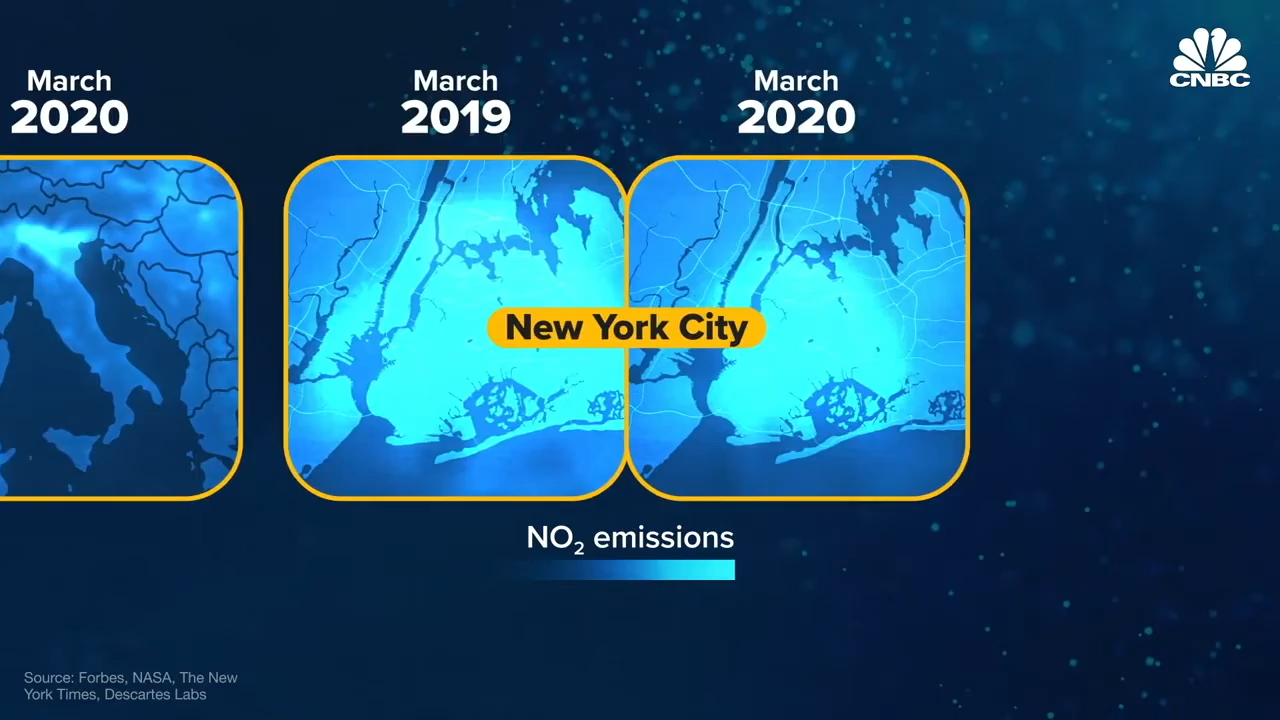 March
2020
March
2019
March
2020
CNBC
New York City
NO₂ emissions
Source: Forbes, NASA, The New
York Times, Descartes Labs